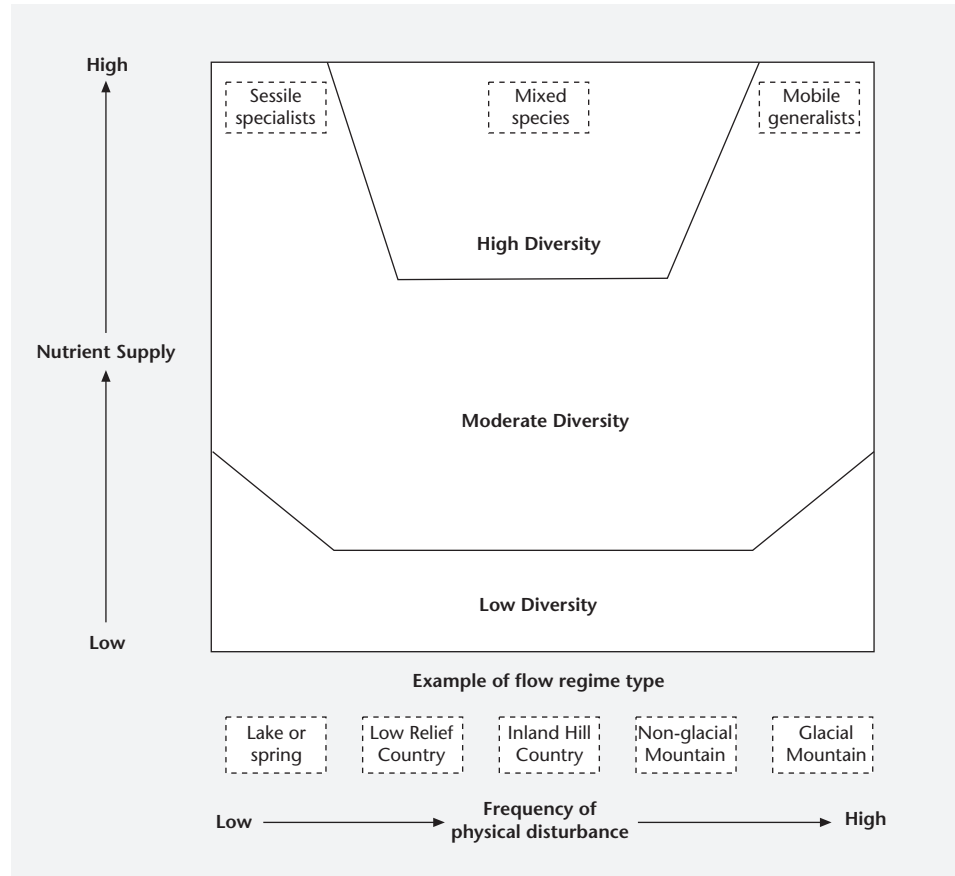 High
Sessile
specialists
Mixed
species
Mobile
generalists
High Diversity
Nutrient Supply
Moderate Diversity
Low Diversity
Low
Example of flow regime type
Lake or
spring
Low Relief
Country
Inland Hill
Country
Non-glacial
Mountain
Glacial
Mountain
Low
Frequency of
physical disturbance
High